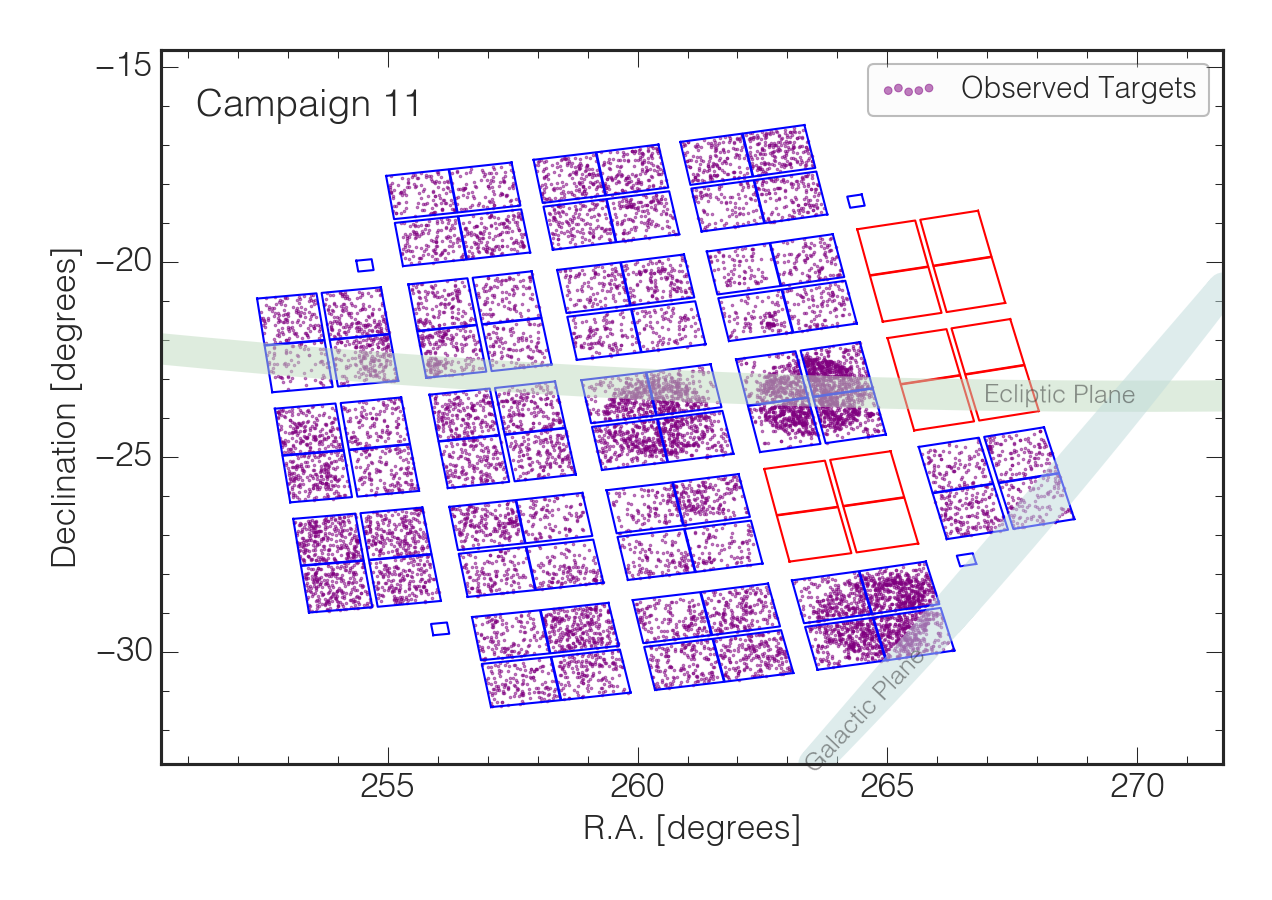 Campaign 11
Observed Targets
Ecliptic Plane
Galactic Plane
−15
−20
−25
−30
Declination [degrees]
255
260
265
270
R.A. [degrees]